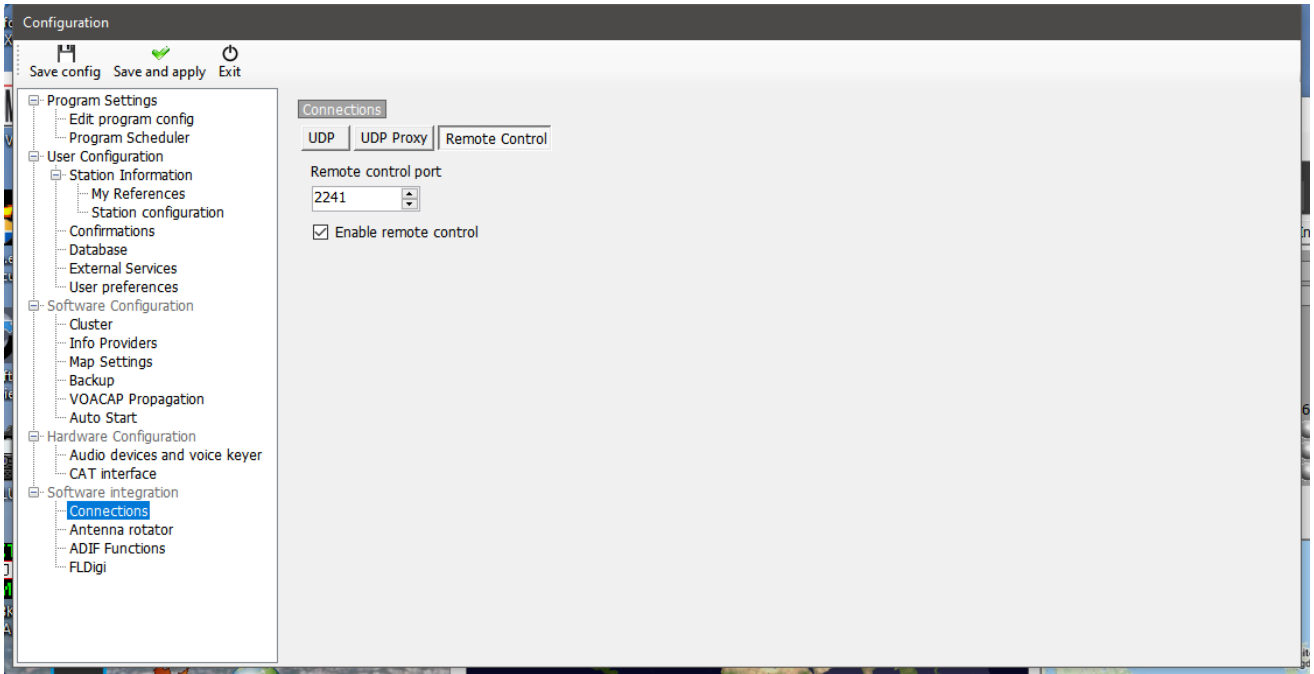 Configuration
Save config Save and apply Exit
Program Settings
Edit program config
Program Scheduler
User Configuration
Station Information
My References
Station configuration
Confirmations
Database
External Services
User preferences
Software Configuration
Cluster
Info Providers
Map Settings
Backup
VOACAP Propagation
Auto Start
Hardware Configuration
Audio devices and voice keyer
CAT interface
Software integration
Connections
Antenna rotator
ADIF Functions
FLDigi
Connections
UDP UDP Proxy Remote Control
Remote control port
2241
Enable remote control